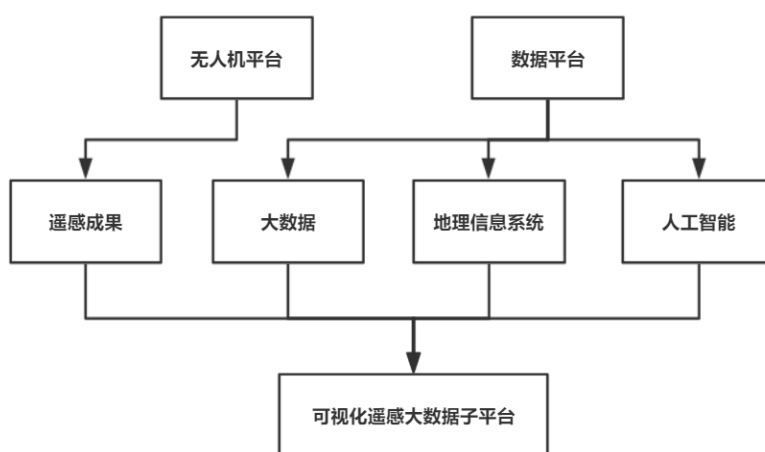 无人机平台
数据平台
遥感成果
大数据
地理信息系统
人工智能
可视化遥感大数据子平台